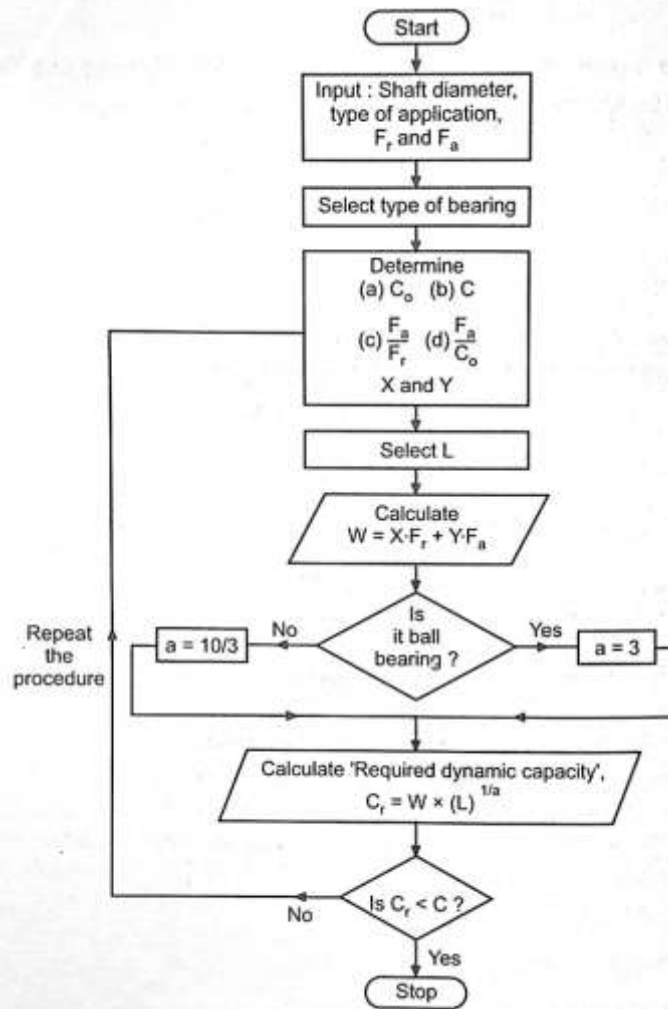 Start
Input : Shaft diameter,
type of application,
Fᵣ and Fₐ
Select type of bearing
Determine
(a) Cₒ (b) C
(c) Fₐ/Fᵣ (d) Fₐ/Cₒ
X and Y
Select L
Calculate
W = X·Fᵣ + Y·Fₐ
Is
it ball
bearing ?
No
a = 10/3
Yes
a = 3
Repeat
the
procedure
Calculate 'Required dynamic capacity',
Cᵣ = W × (L) ^1/a
Is Cᵣ < C ?
No
Yes
Stop